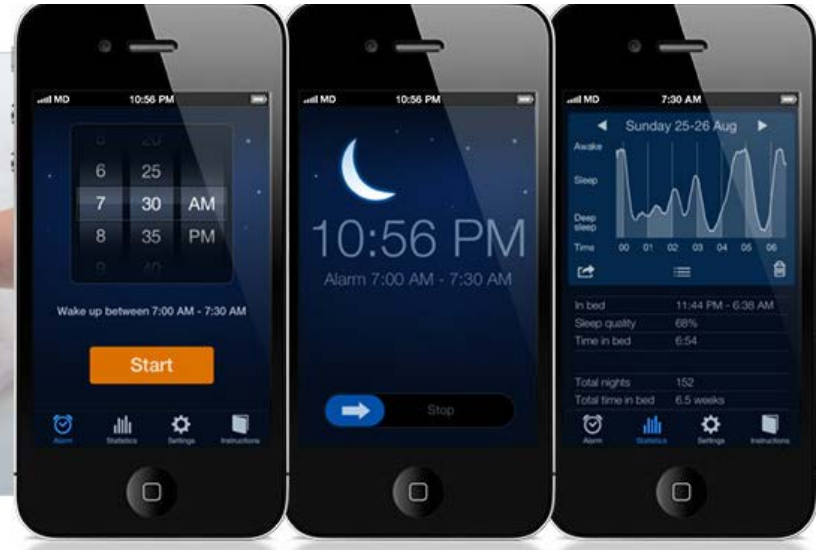 MD 10:56 PM
6 25
7 30 AM
8 35 PM
9 40
Wake up between 7:00 AM - 7:30 AM
Start
Alarm Statistics Settings Instructions
MD 10:56 PM
10:56 PM
Alarm 7:00 AM - 7:30 AM
Stop
MD 7:30 AM
Sunday 25-26 Aug
Awake
Sleep
Deep
sleep
Time 00 01 02 03 04 05 06
In bed 11:44 PM - 6:38 AM
Sleep quality 68%
Time in bed 6:54
Total nights 152
Total time in bed 6.5 weeks
Alarm Statistics Settings Instructions